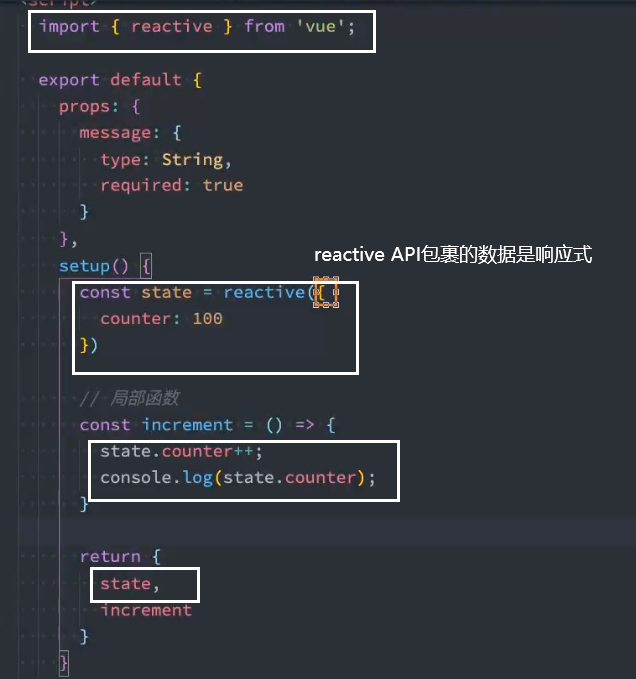 <script>
import { reactive } from 'vue';
export default {
props: {
message: {
type: String,
required: true
}
},
setup() {
reactive API包裹的数据是响应式
const state = reactive({
counter: 100
})
// 局部函数
const increment = () => {
state.counter++;
console.log(state.counter);
}
return {
state,
increment
}
}